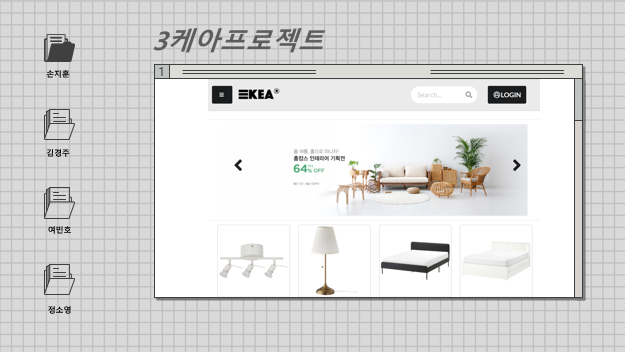 3케아프로젝트
손지훈
김경주
여민호
정소영
1
≡KEA®
Search...
LOGIN
올 여름, 홈으로 떠나자!
홈캉스 인테리어 기획전
64% OFF